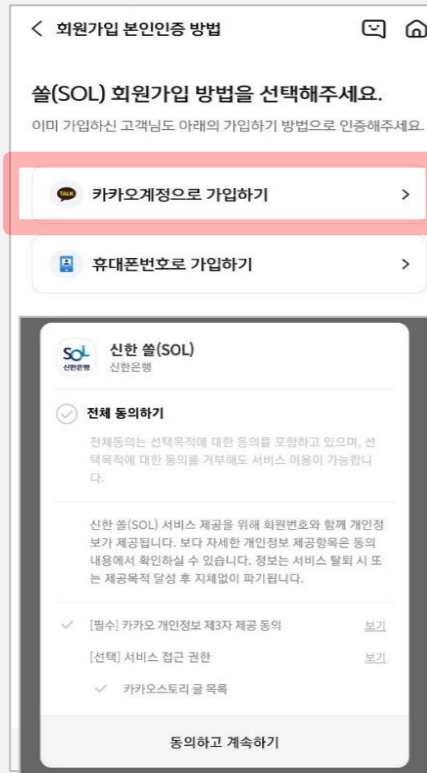 회원가입 본인인증 방법
쏠(SOL) 회원가입 방법을 선택해주세요.
이미 가입하신 고객님도 아래의 가입하기 방법으로 인증해주세요.
TALK
카카오계정으로 가입하기
휴대폰번호로 가입하기
SOL
신한은행
신한 쏠(SOL)
신한은행
전체 동의하기
전체동의는 선택목적에 대한 동의를 포함하고 있으며, 선
택목적에 대한 동의를 거부해도 서비스 이용이 가능합니
다.
신한 쏠(SOL) 서비스 제공을 위해 회원번호와 함께 개인정
보가 제공됩니다. 보다 자세한 개인정보 제공항목은 동의
내용에서 확인하실 수 있습니다. 정보는 서비스 탈퇴 시 또
는 제공목적 달성 후 지체없이 파기됩니다.
[필수] 카카오 개인정보 제3자 제공 동의 보기
[선택] 서비스 접근 권한 보기
카카오스토리 글 목록
동의하고 계속하기